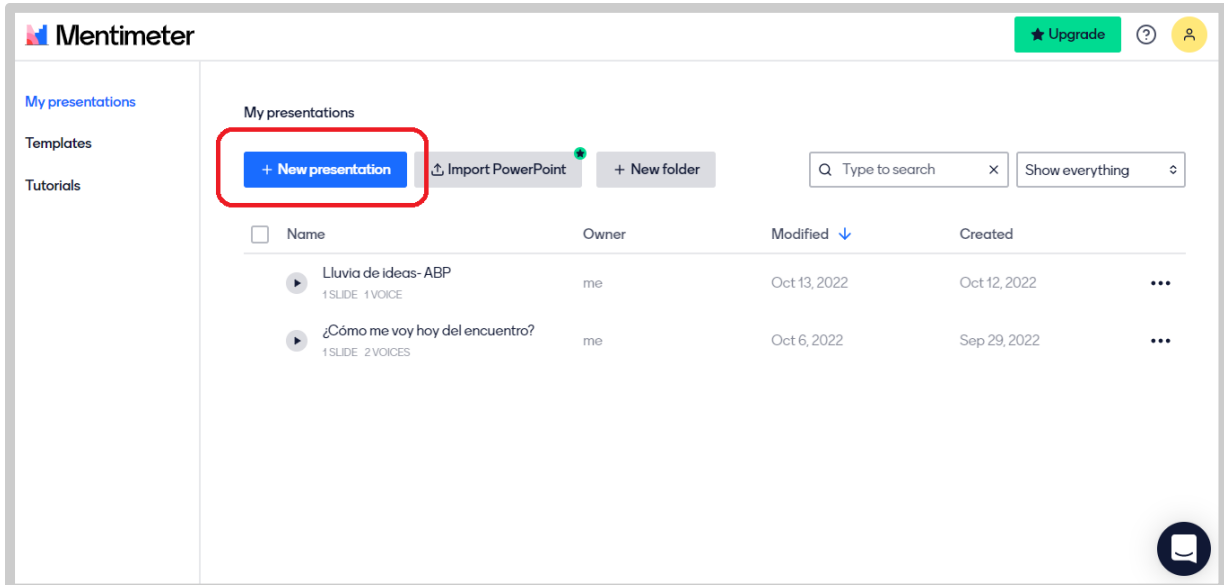 Mentimeter
Upgrade
My presentations
Templates
Tutorials
My presentations
+ New presentation
Import PowerPoint
+ New folder
Type to search
Show everything
Name Owner Modified Created
Lluvia de ideas- ABP
1 SLIDE 1 VOICE
me Oct 13, 2022 Oct 12, 2022
¿Cómo me voy hoy del encuentro?
1 SLIDE 2 VOICES
me Oct 6, 2022 Sep 29, 2022